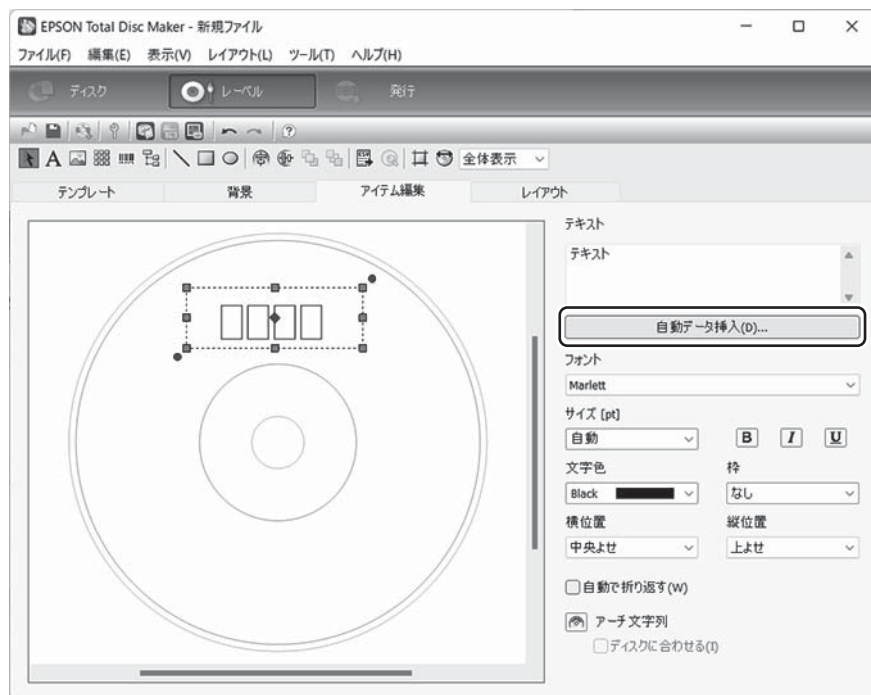 EPSON Total Disc Maker - 新規ファイル
ファイル(F) 編集(E) 表示(V) レイアウト(L) ツール(T) ヘルプ(H)
ディスク レーベル 発行
全体表示
テンプレート 背景 アイテム編集 レイアウト
テキスト
テキスト
自動データ挿入(D)...
フォント
Marlett
サイズ [pt]
自動 B I U
文字色 枠
Black なし
横位置 縦位置
中央よせ 上よせ
自動で折り返す(W)
アーチ文字列
ディスクに合わせる(I)